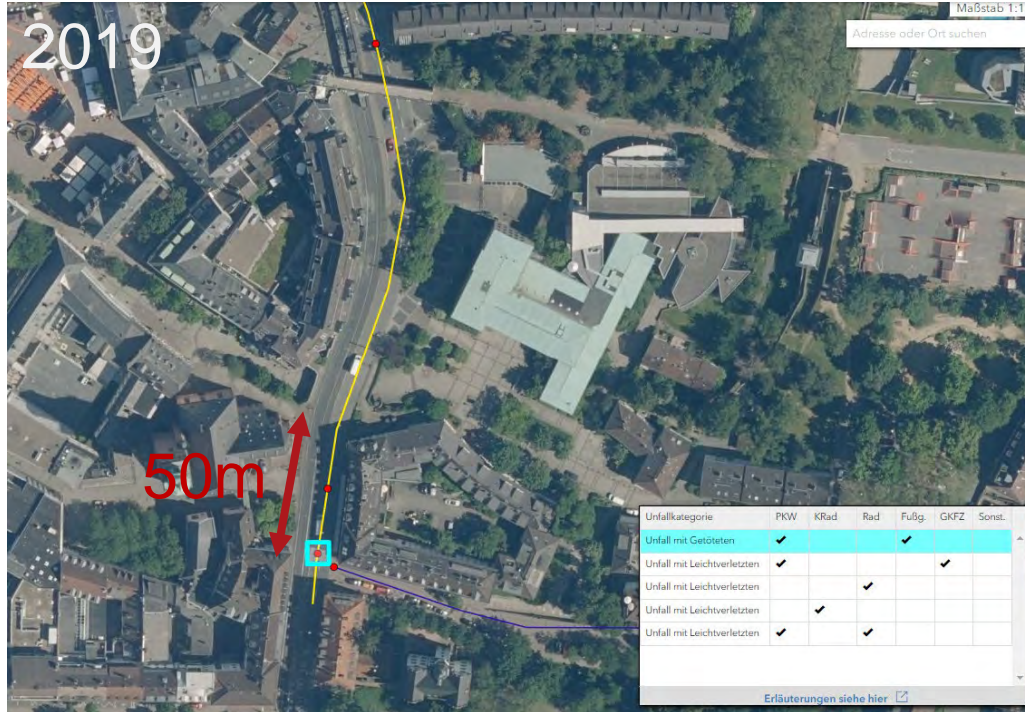 2019
Maßstab 1:1
Adresse oder Ort suchen
50m
Unfallkategorie PKW KRad Rad Fußg. GKFZ Sonst.
Unfall mit Getöteten ✔ ✔
Unfall mit Leichtverletzten ✔ ✔
Unfall mit Leichtverletzten ✔
Unfall mit Leichtverletzten ✔
Unfall mit Leichtverletzten ✔ ✔
Erläuterungen siehe hier